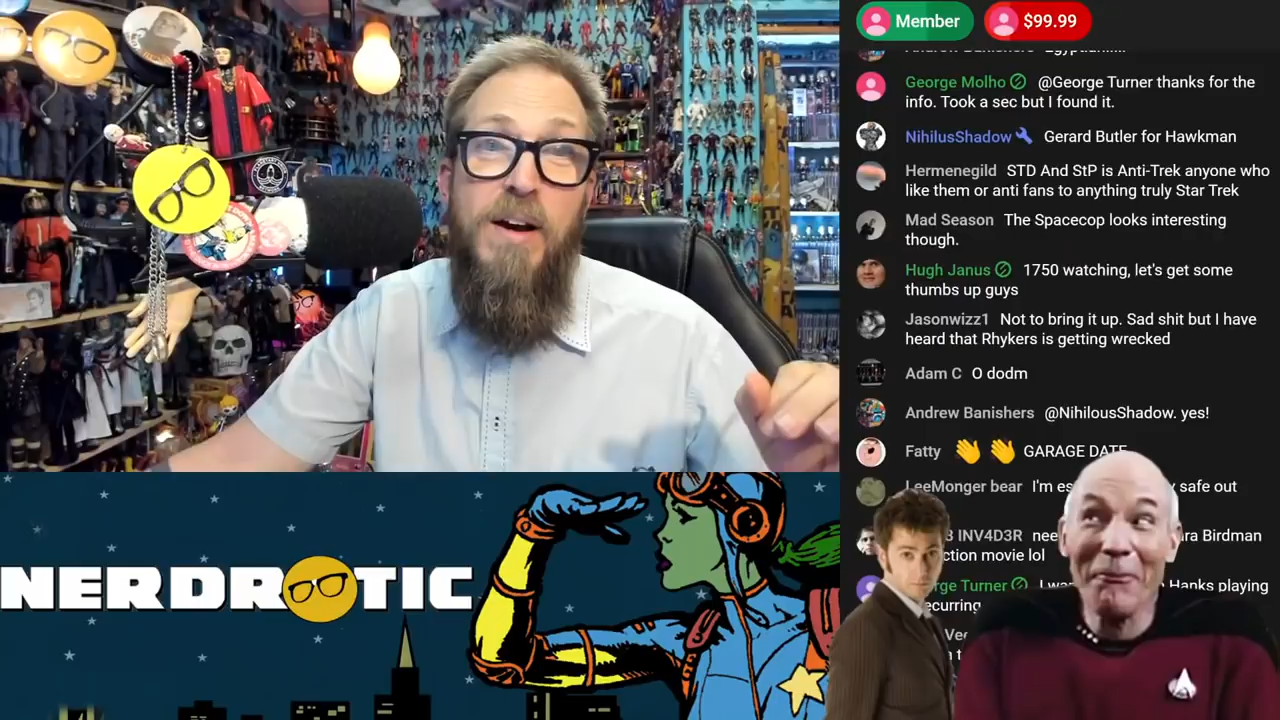 Member
$99.99
George Molho @George Turner thanks for the
info. Took a sec but I found it.
NihilusShadow Gerard Butler for Hawkman
Hermenegild STD And StP is Anti-Trek anyone who
like them or anti fans to anything truly Star Trek
Mad Season The Spacecop looks interesting
though.
Hugh Janus 1750 watching, let's get some
thumbs up guys
Jasonwizz1 Not to bring it up. Sad shit but I have
heard that Rhykers is getting wrecked
Adam C O dodm
Andrew Banishers @NihilousShadow. yes!
Fatty 👋 👋 GARAGE DATE
LeeMonger bear I'm safe out
INV4D3R Birdman
movie lol
Turner Hanks playing
NERDROTIC